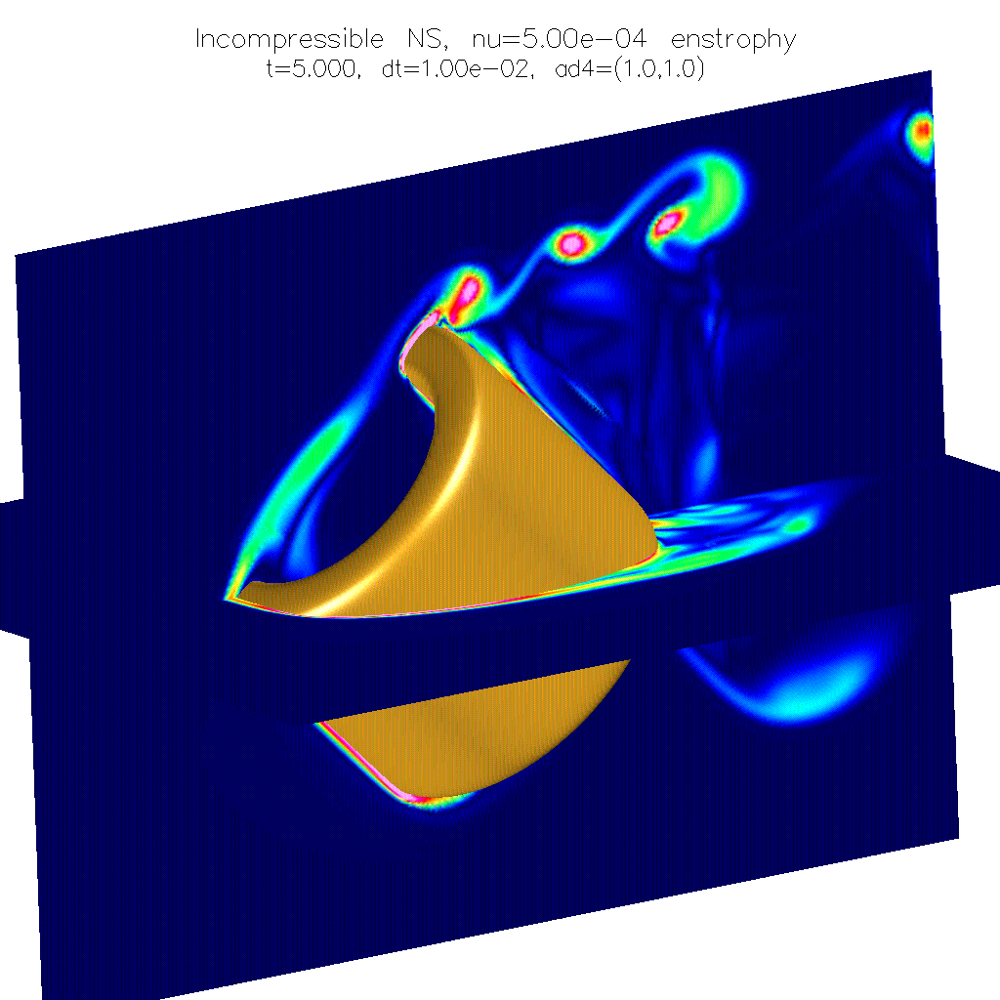 Incompressible NS, nu=5.00e-04 enstrophy
t=5.000, dt=1.00e-02, ad4=(1.0,1.0)